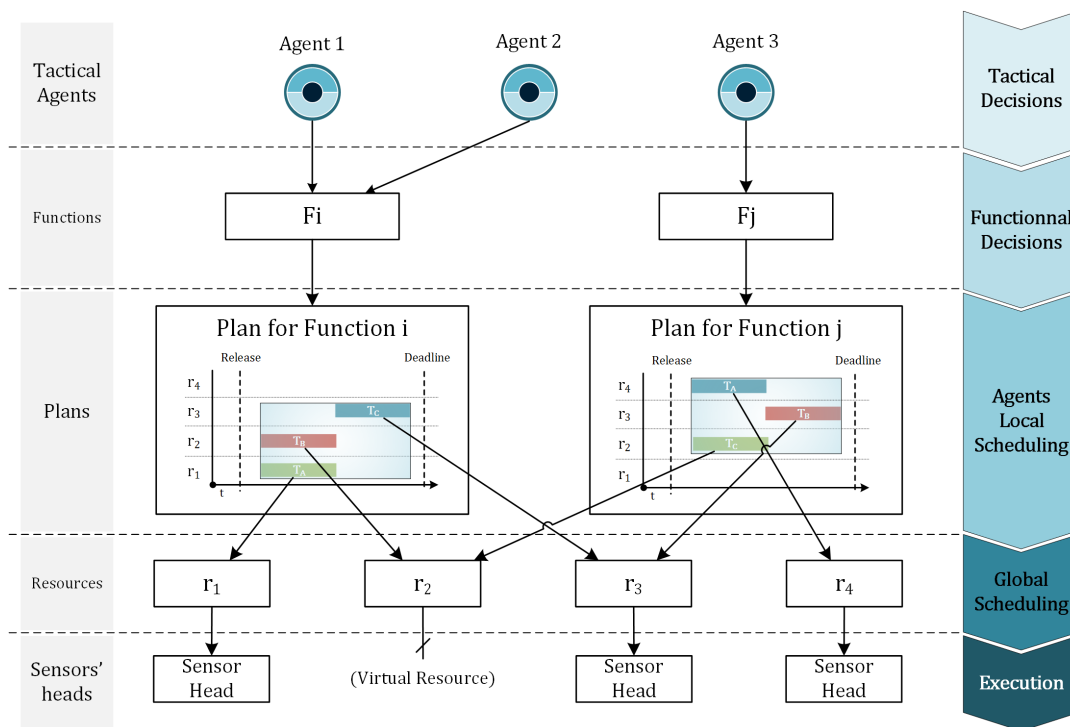 Tactical
Agents
Agent 1
Agent 2
Agent 3
Tactical
Decisions
Functions
Fi
Fj
Functionnal
Decisions
Plans
Plan for Function i
Release
Deadline
r4
r3
r2
r1
TC
TB
TA
t
Plan for Function j
Release
Deadline
r4
r3
r2
r1
TA
TB
TC
t
Agents
Local
Scheduling
Resources
r1
r2
r3
r4
Global
Scheduling
Sensors'
heads
Sensor
Head
(Virtual Resource)
Sensor
Head
Sensor
Head
Execution